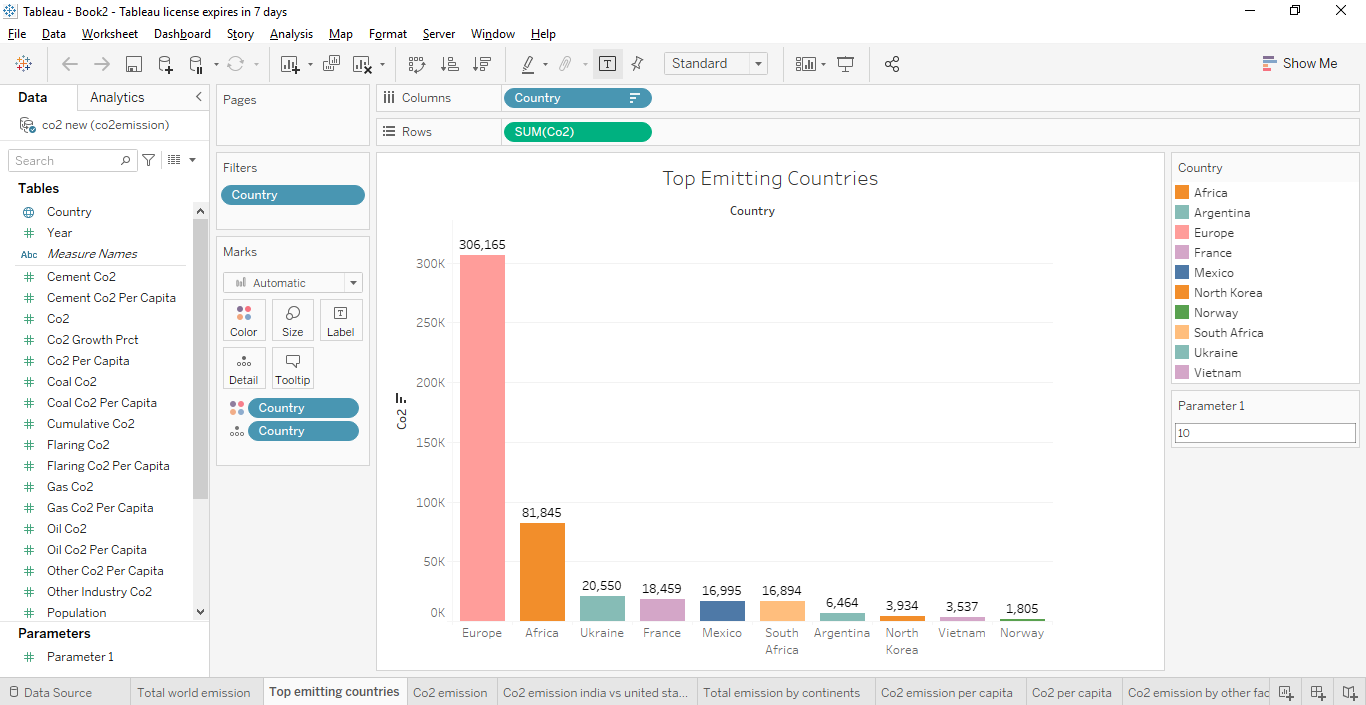 Tableau - Book2 - Tableau license expires in 7 days
File Data Worksheet Dashboard Story Analysis Map Format Server Window Help
Standard
Show Me
Data Analytics
co2 new (co2emission)
Search
Tables
Country
Year
Abc Measure Names
Cement Co2
Cement Co2 Per Capita
Co2
Co2 Growth Prct
Co2 Per Capita
Coal Co2
Coal Co2 Per Capita
Cumulative Co2
Flaring Co2
Flaring Co2 Per Capita
Gas Co2
Gas Co2 Per Capita
Oil Co2
Oil Co2 Per Capita
Other Co2 Per Capita
Other Industry Co2
Population
Parameters
Parameter 1
Pages
Filters
Country
Marks
Automatic
Color Size Label
Detail Tooltip
Country
Country
Columns Country
Rows SUM(Co2)
Top Emitting Countries
Country
306,165
300K
250K
200K
150K
100K
50K
0K
Co2
81,845
20,550
18,459
16,995
16,894
6,464
3,934
3,537
1,805
Europe Africa Ukraine France Mexico South Africa Argentina North Korea Vietnam Norway
Country
Africa
Argentina
Europe
France
Mexico
North Korea
Norway
South Africa
Ukraine
Vietnam
Parameter 1
10
Data Source Total world emission Top emitting countries Co2 emission Co2 emission india vs united sta... Total emission by continents Co2 emission per capita Co2 per capita Co2 emission by other fac